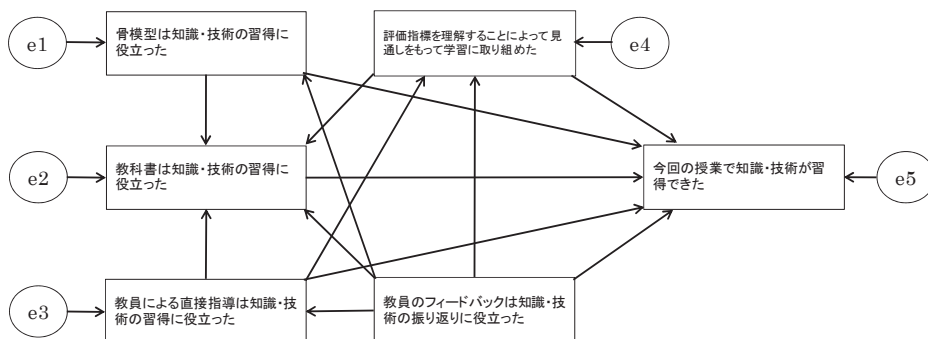 e1
骨模型は知識・技術の習得に
役立った
評価指標を理解することによって見
通しをもって学習に取り組めた
e4
e2
教科書は知識・技術の習得に
役立った
今回の授業で知識・技術が習
得できた
e5
e3
教員による直接指導は知識・技
術の習得に役立った
教員のフィードバックは知識・技
術の振り返りに役立った